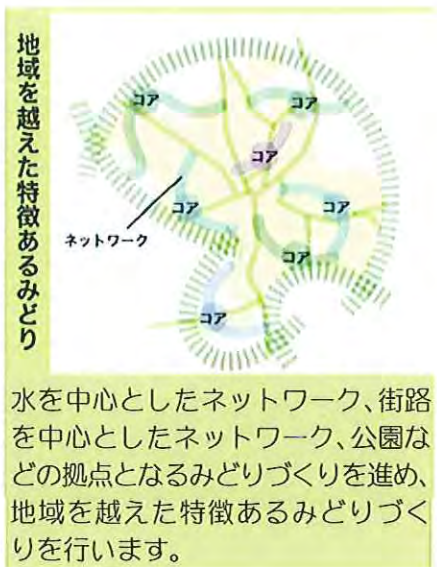 地域を越えた特徴あるみどり
コア
コア
コア
コア
コア
コア
コア
ネットワーク
水を中心としたネットワーク、街路
を中心としたネットワーク、公園な
どの拠点となるみどりづくりを進め、
地域を越えた特徴あるみどりづく
りを行います。